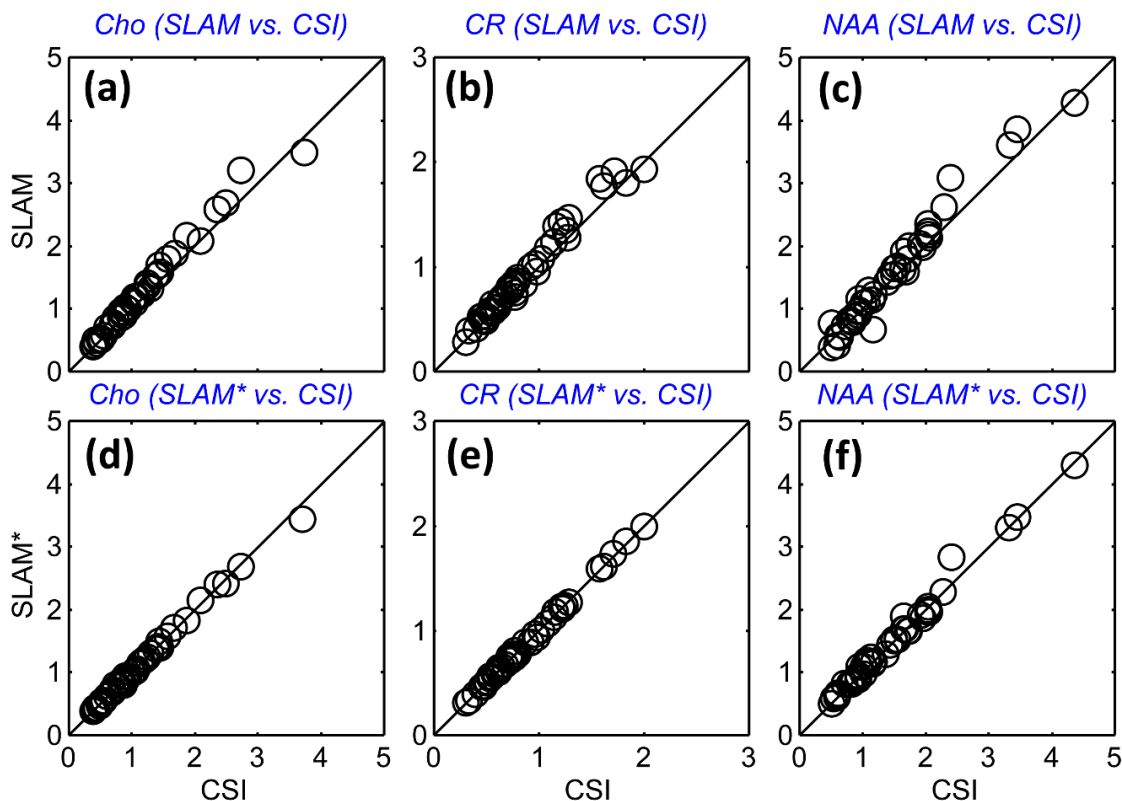 Cho (SLAM vs. CSI) CR (SLAM vs. CSI) NAA (SLAM vs. CSI)
5 3 5
(a) (b) (c)
4 4
2
3 3
SLAM
2 2
1
1 1
0 0 0
Cho (SLAM* vs. CSI) CR (SLAM* vs. CSI) NAA (SLAM* vs. CSI)
5 3 5
(d) (e) (f)
4 4
2
3 3
SLAM*
2 2
1
1 1
0 0 0
0 1 2 3 4 5 0 1 2 3 0 1 2 3 4 5
CSI CSI CSI